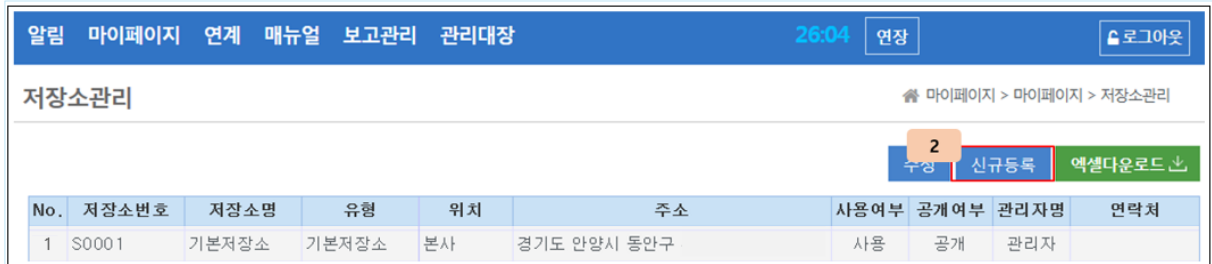 알림 마이페이지 연계 매뉴얼 보고관리 관리대장 26:04 연장 로그아웃
저장소관리 마이페이지 > 마이페이지 > 저장소관리
2
신규등록 엑셀다운로드
No. 저장소번호 저장소명 유형 위치 주소 사용여부 공개여부 관리자명 연락처
1 S0001 기본저장소 기본저장소 본사 경기도 안양시 동안구 사용 공개 관리자